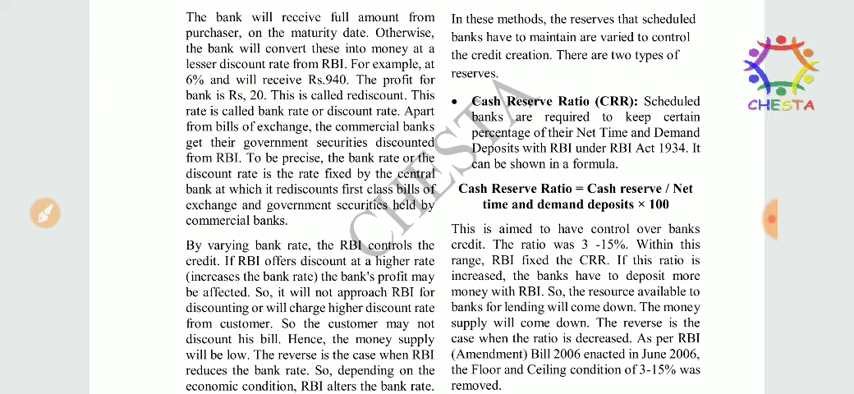 The bank will receive full amount from
purchaser, on the maturity date. Otherwise,
the bank will convert these into money at a
lesser discount rate from RBI. For example, at
6% and will receive Rs.940. The profit for
bank is Rs, 20. This is called rediscount. This
rate is called bank rate or discount rate. Apart
from bills of exchange, the commercial banks
get their government securities discounted
from RBI. To be precise, the bank rate or the
discount rate is the rate fixed by the central
bank at which it rediscounts first class bills of
exchange and government securities held by
commercial banks.
By varying bank rate, the RBI controls the
credit. If RBI offers discount at a higher rate
(increases the bank rate) the bank's profit may
be affected. So, it will not approach RBI for
discounting or will charge higher discount rate
from customer. So the customer may not
discount his bill. Hence, the money supply
will be low. The reverse is the case when RBI
reduces the bank rate. So, depending on the
economic condition, RBI alters the bank rate.
In these methods, the reserves that scheduled
banks have to maintain are varied to control
the credit creation. There are two types of
reserves.
• Cash Reserve Ratio (CRR): Scheduled
banks are required to keep certain
percentage of their Net Time and Demand
Deposits with RBI under RBI Act 1934. It
can be shown in a formula.
Cash Reserve Ratio = Cash reserve / Net
time and demand deposits × 100
This is aimed to have control over banks
credit. The ratio was 3 -15%. Within this
range, RBI fixed the CRR. If this ratio is
increased, the banks have to deposit more
money with RBI. So, the resource available to
banks for lending will come down. The money
supply will come down. The reverse is the
case when the ratio is decreased. As per RBI
(Amendment) Bill 2006 enacted in June 2006,
the Floor and Ceiling condition of 3-15% was
removed.
CHESTA
CHESTA